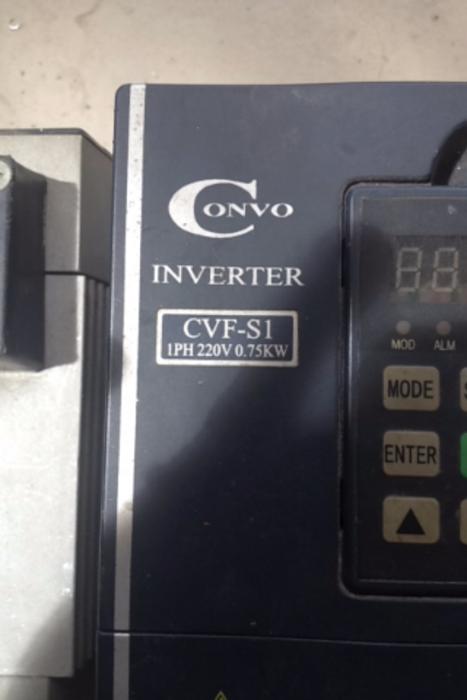 CONVO
INVERTER
CVF-S1
1PH 220V 0.75KW
MOD ALM
MODE
ENTER